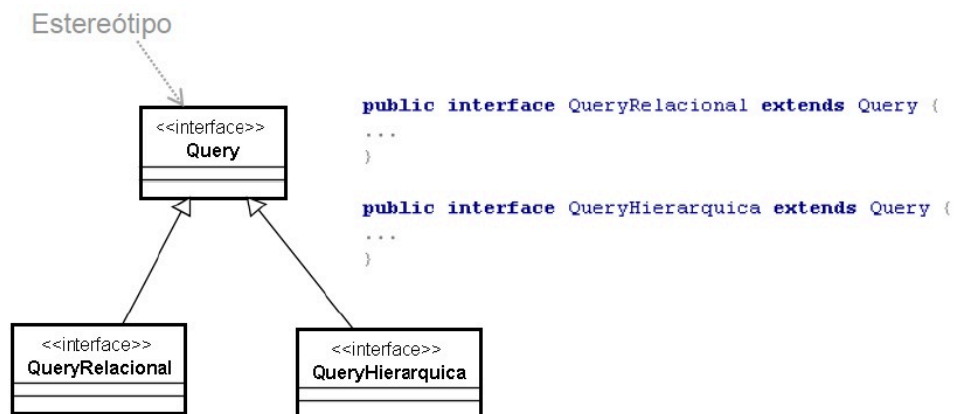 Estereótipo
<<interface>>
Query
public interface QueryRelacional extends Query {
...
}
public interface QueryHierarquica extends Query {
...
}
<<interface>>
QueryRelacional
<<interface>>
QueryHierarquica